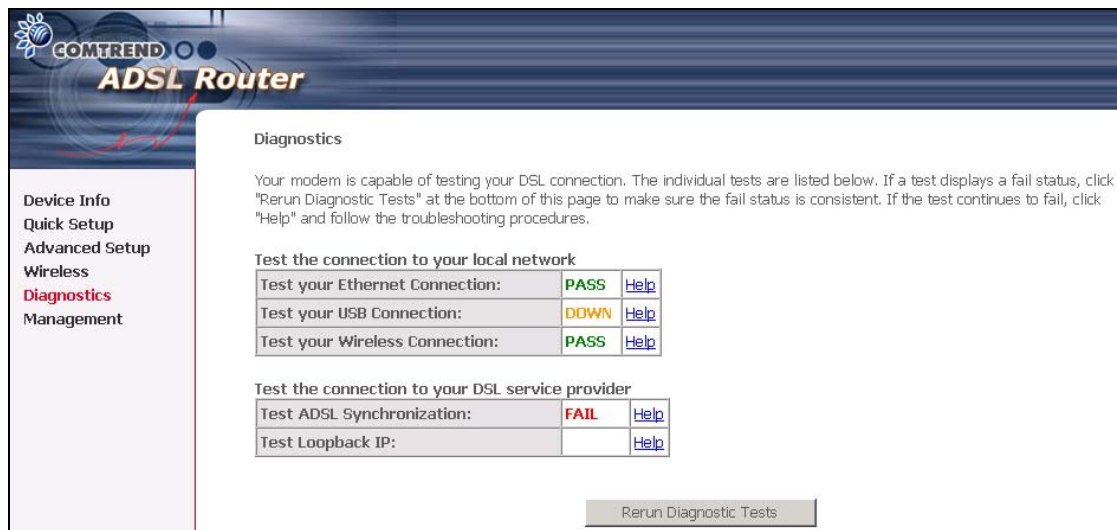 COMTREND
ADSL Router
Device Info
Quick Setup
Advanced Setup
Wireless
Diagnostics
Management
Diagnostics
Your modem is capable of testing your DSL connection. The individual tests are listed below. If a test displays a fail status, click
"Rerun Diagnostic Tests" at the bottom of this page to make sure the fail status is consistent. If the test continues to fail, click
"Help" and follow the troubleshooting procedures.
Test the connection to your local network
Test your Ethernet Connection: PASS Help
Test your USB Connection: DOWN Help
Test your Wireless Connection: PASS Help
Test the connection to your DSL service provider
Test ADSL Synchronization: FAIL Help
Test Loopback IP: Help
Rerun Diagnostic Tests